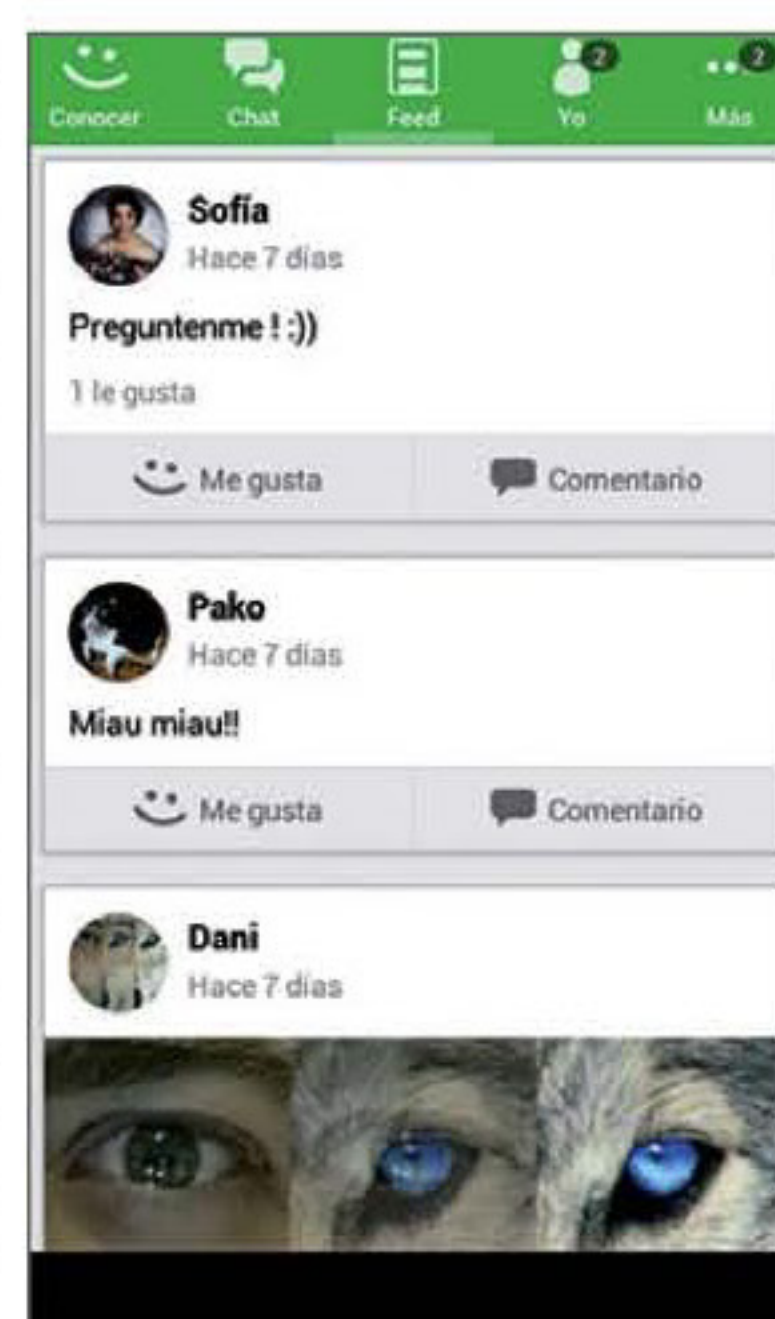 Conocer Chat Feed Yo 2 Más 2
Sofía
Hace 7 días
Preguntenme ! :))
1 le gusta
Me gusta Comentario
Pako
Hace 7 días
Miau miau!!
Me gusta Comentario
Dani
Hace 7 días